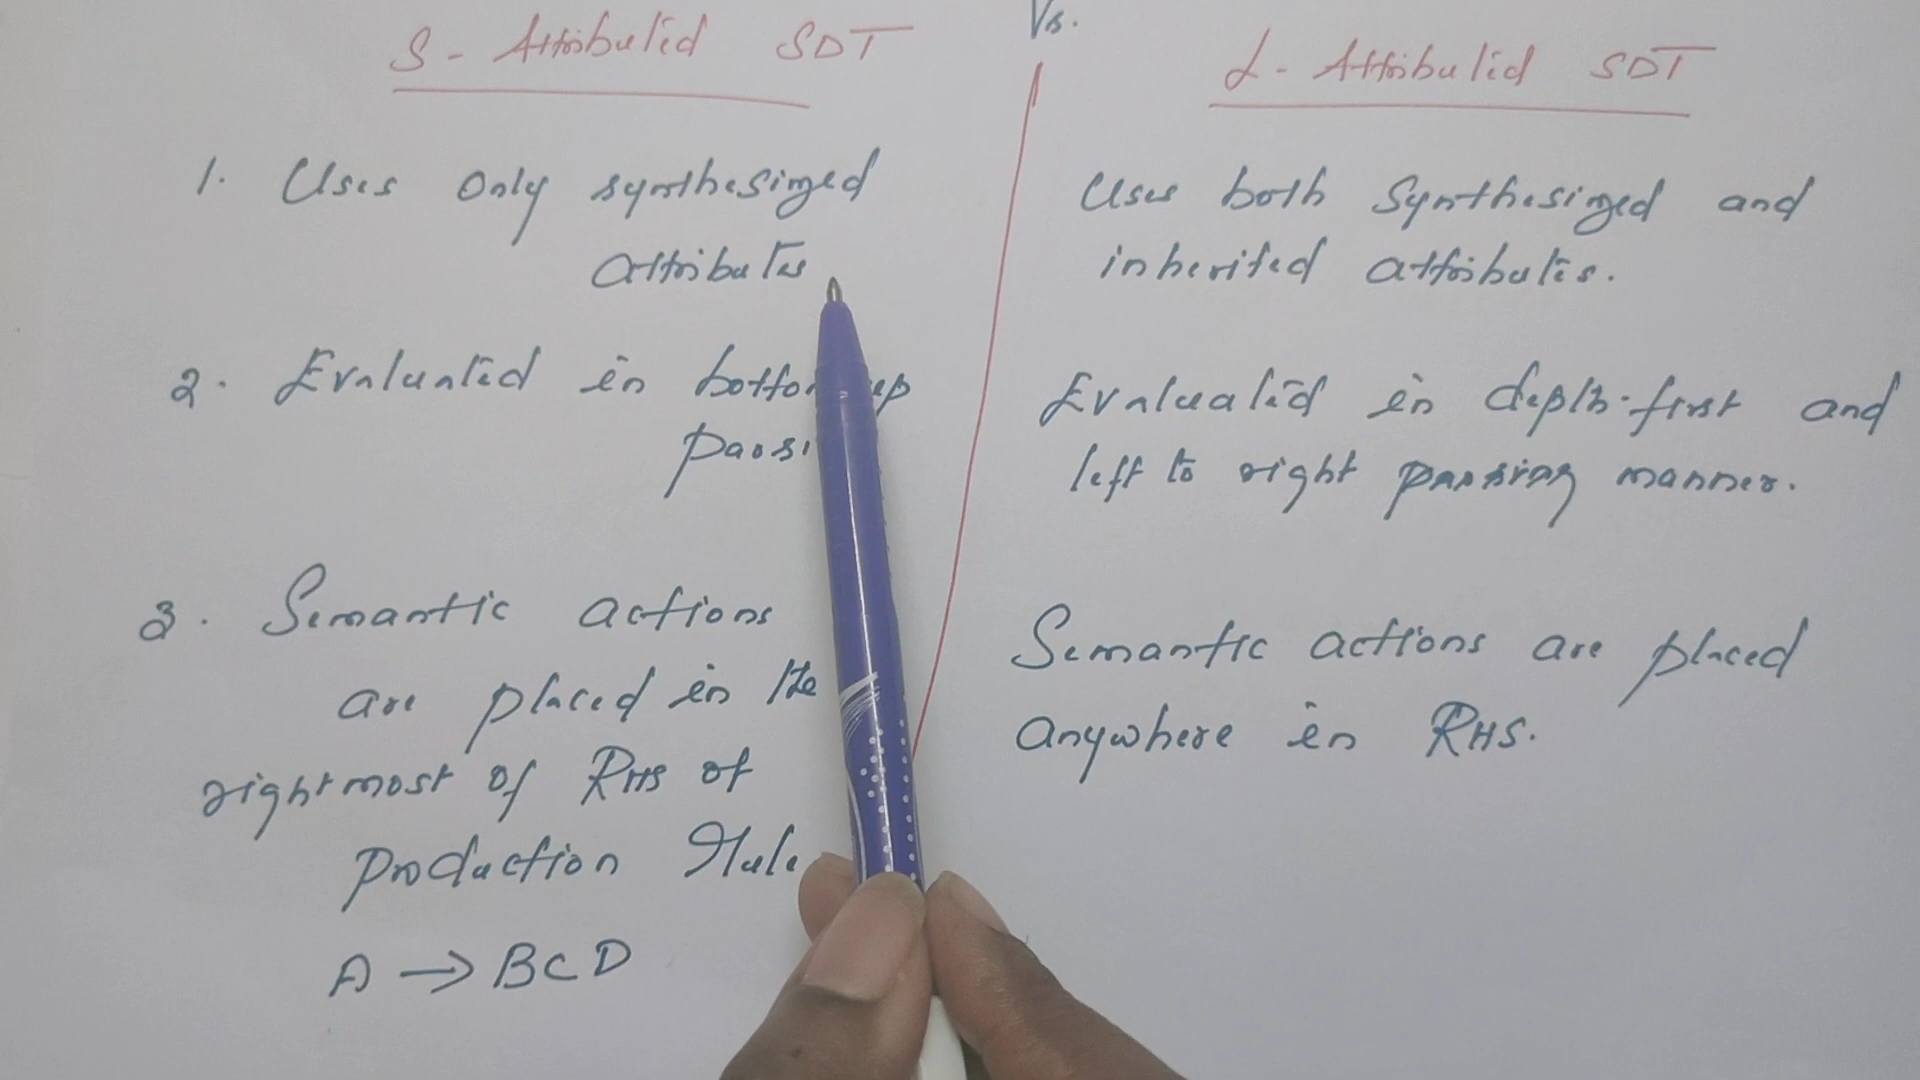 S - Attributed SDT
Vs.
L - Attributed SDT
1. Uses only synthesized
attributes
2. Evaluated in
3. Semantic actions
are placed in the
rightmost of RHS of
Production Rule
A → BCD
Uses both Synthesized and
inherited attributes.
Evaluated in depth-first and
left to right parsing manner.
Semantic actions are placed
anywhere in RHS.